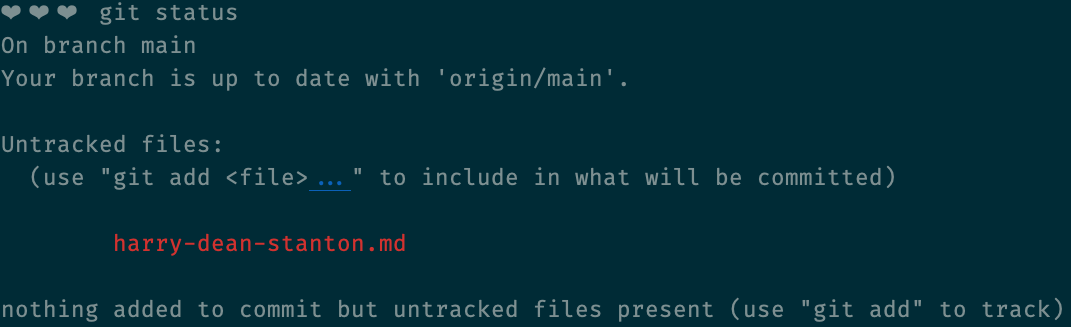 ❤ ❤ ❤ git status
On branch main
Your branch is up to date with 'origin/main'.
Untracked files:
(use "git add <file>..." to include in what will be committed)
harry-dean-stanton.md
nothing added to commit but untracked files present (use "git add" to track)